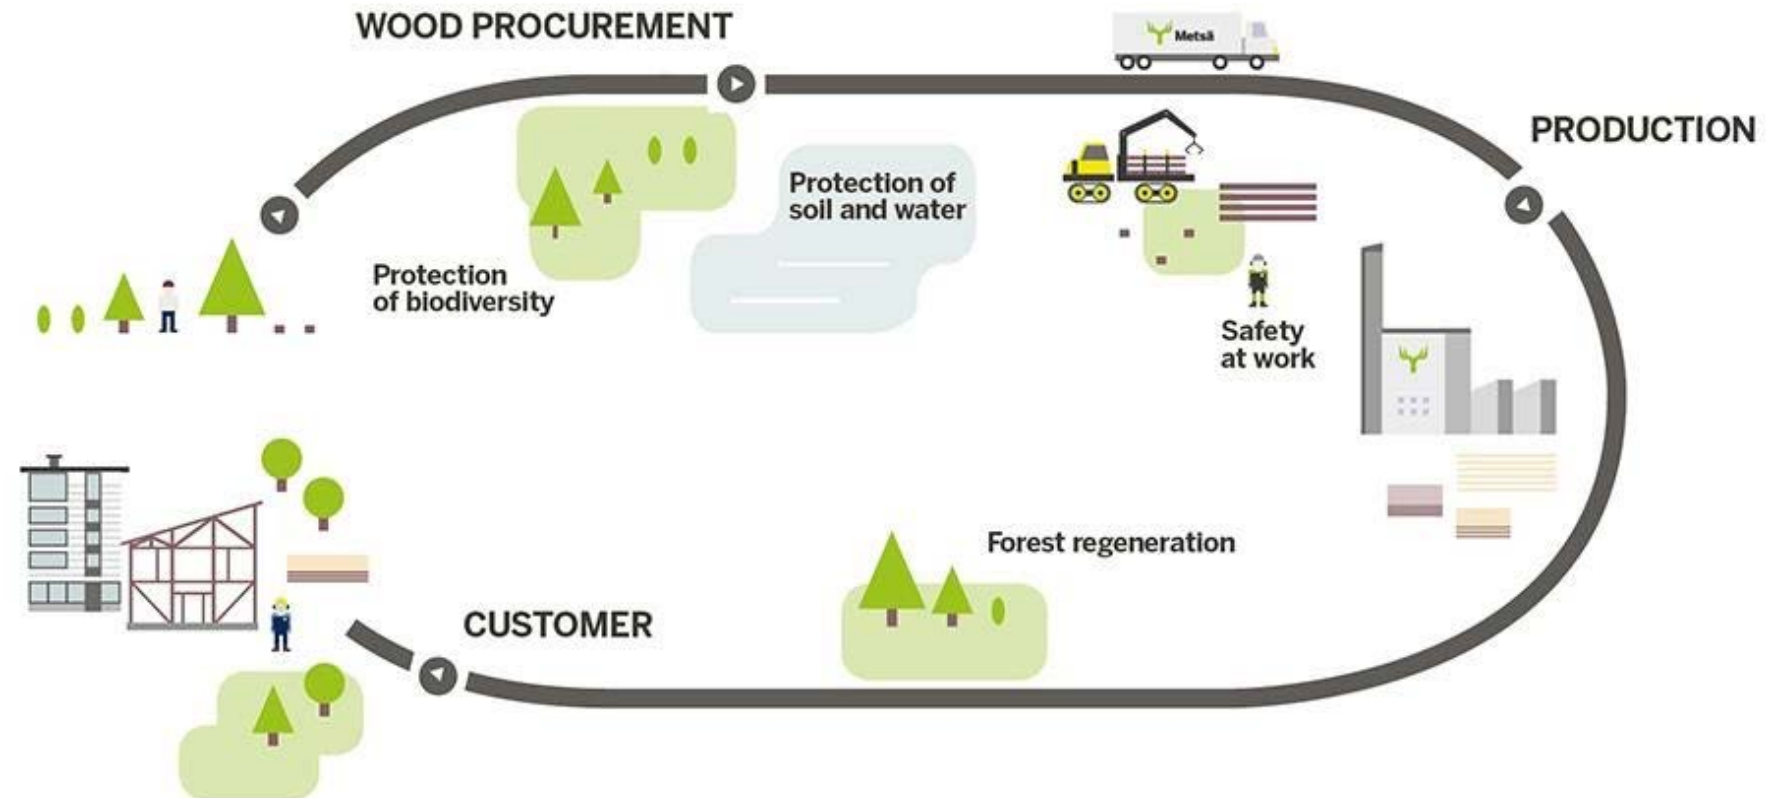 WOOD PROCUREMENT
Metsä
PRODUCTION
Protection of
soil and water
Protection
of biodiversity
Safety
at work
Forest regeneration
CUSTOMER